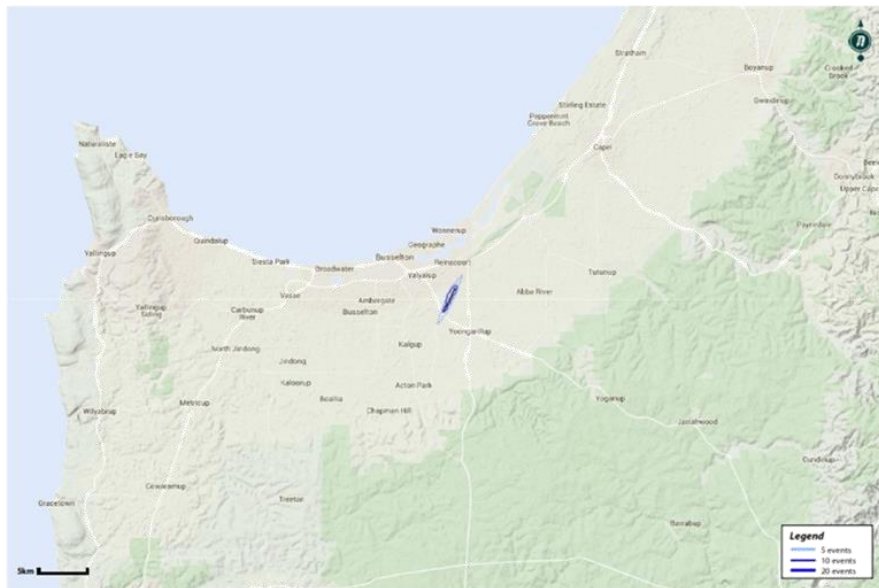 Stratham
Boyanup
Crooked
Brook
Stirling Estate
Gwindinup
Peppermint
Grove Beach
Naturaliste
Capel
Eagle Bay
Donnybrook
Upper Cape
Dunsborough
Paynedale
Wonnerup
Quindalup
Geographe
Yallingup
Busselton
Siesta Park
Reinscourt
Broadwater
Yalyalup
Tutunup
Abba River
Vasse
Ambergate
Yallingup
Siding
Carbunup
River
Busselton
Yoongarillup
Kalgup
North Jindong
Jindong
Kaloorup
Acton Park
Boallia
Yoganup
Metricup
Wilyabrup
Chapman Hill
Jarrahwood
Cundinup
Cowaramup
Treeton
Gracetown
Barrabup
Legend
5 events
10 events
20 events
5km